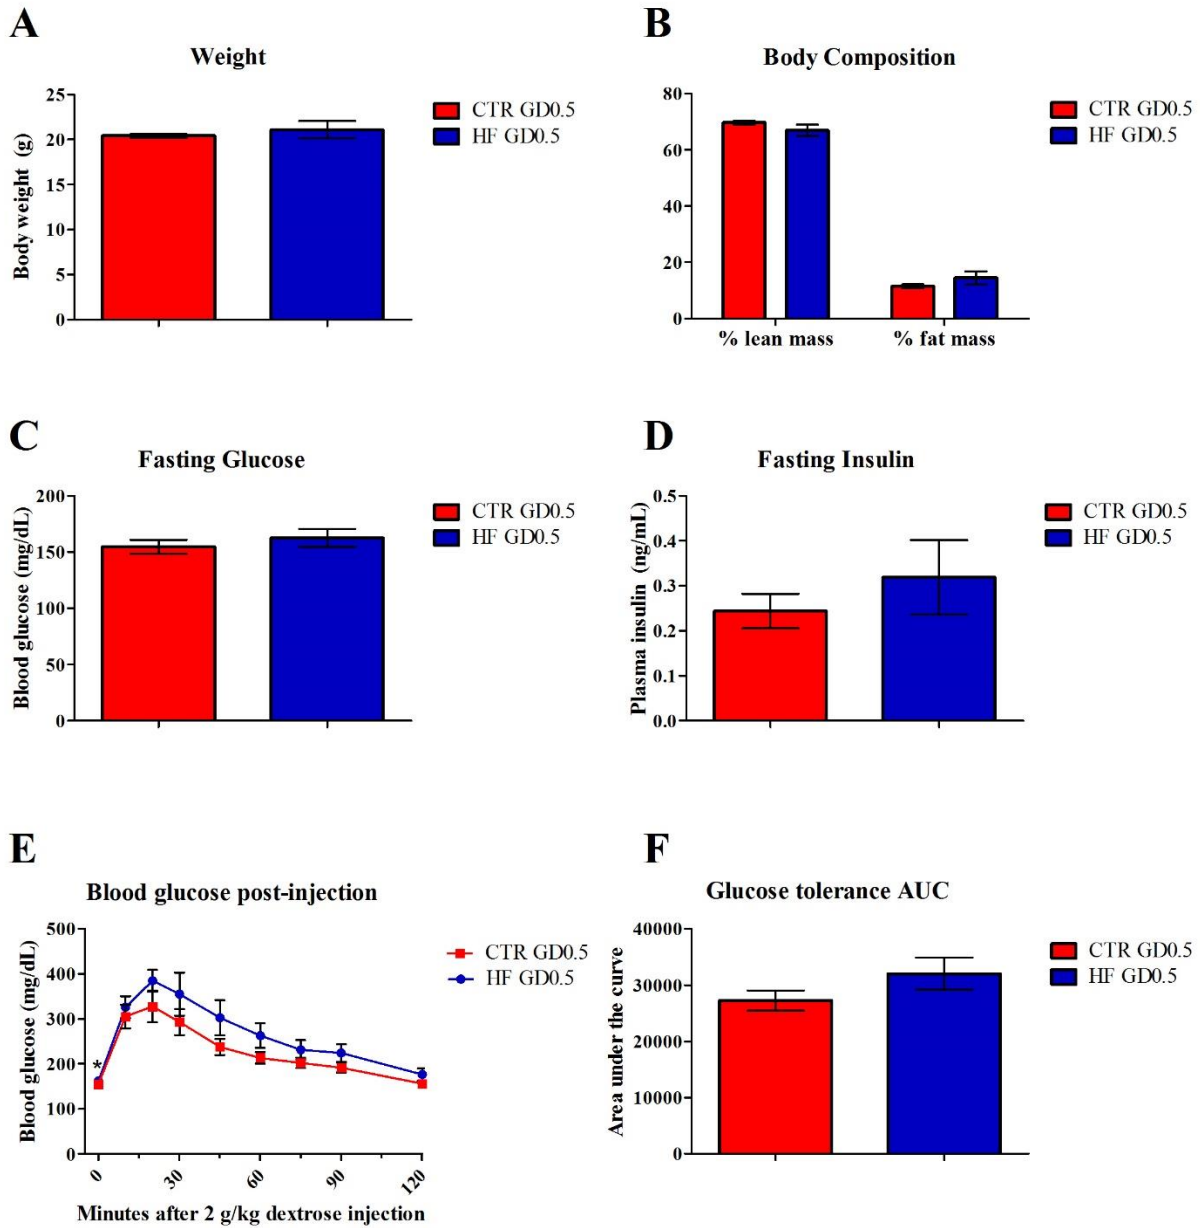 A
Weight
Body weight (g)
25
20
15
10
5
0
CTR GD0.5
HF GD0.5
B
Body Composition
80
60
40
20
0
% lean mass
% fat mass
CTR GD0.5
HF GD0.5
C
Fasting Glucose
Blood glucose (mg/dL)
200
150
100
50
0
CTR GD0.5
HF GD0.5
D
Fasting Insulin
Plasma insulin (ng/mL)
0.5
0.4
0.3
0.2
0.1
0.0
CTR GD0.5
HF GD0.5
E
Blood glucose post-injection
Blood glucose (mg/dL)
500
400
300
200
100
0
*
0
30
60
90
120
Minutes after 2 g/kg dextrose injection
CTR GD0.5
HF GD0.5
F
Glucose tolerance AUC
Area under the curve
40000
30000
20000
10000
0
CTR GD0.5
HF GD0.5